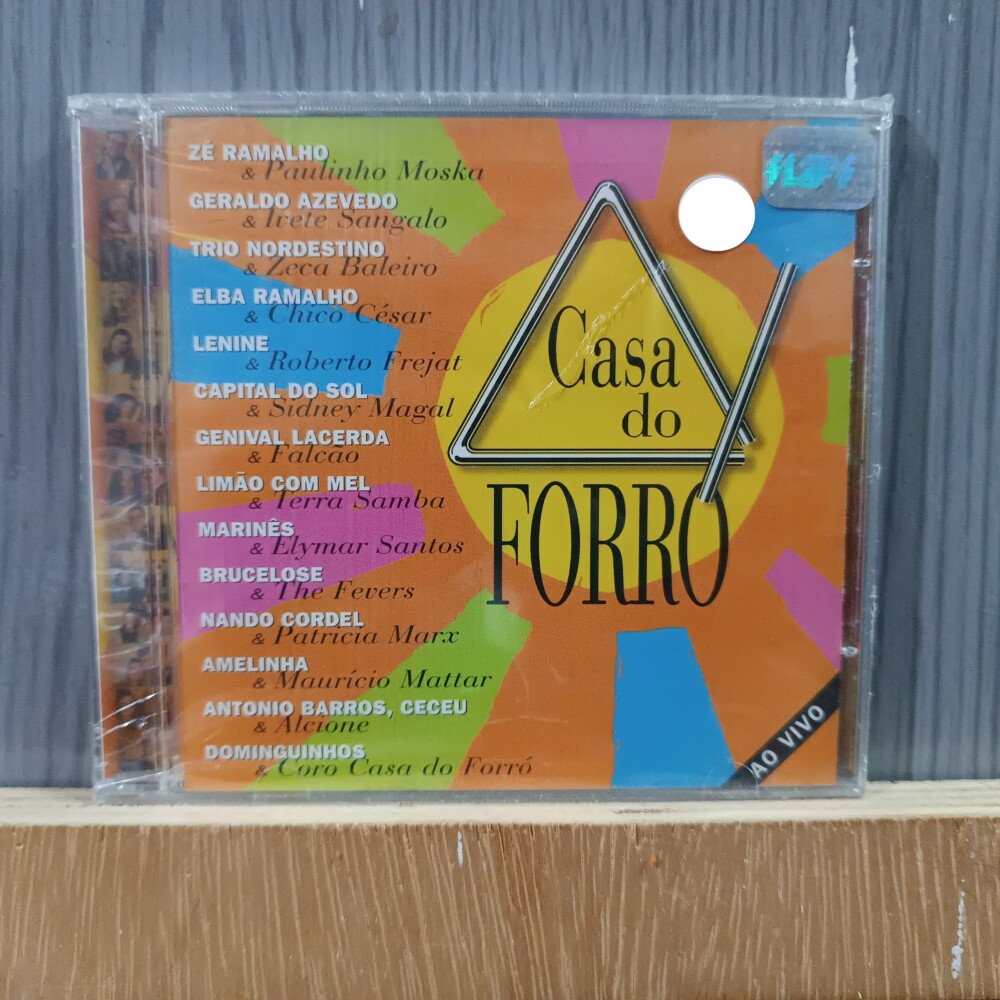 ZÉ RAMALHO
& Paulinho Moska
GERALDO AZEVEDO
& Ivete Sangalo
TRIO NORDESTINO
& Zeca Baleiro
ELBA RAMALHO
& Chico César
LENINE
& Roberto Frejat
CAPITAL DO SOL
& Sidney Magal
GENIVAL LACERDA
& Falcão
LIMÃO COM MEL
& Terra Samba
MARINÊS
& Elymar Santos
BRUCELOSE
& The Fevers
NANDO CORDEL
& Patricia Marx
AMELINHA
& Maurício Mattar
ANTONIO BARROS, CECEU
& Alcione
DOMINGUINHOS
& Coro Casa do Forró
Casa
do
FORRÓ
AO VIVO